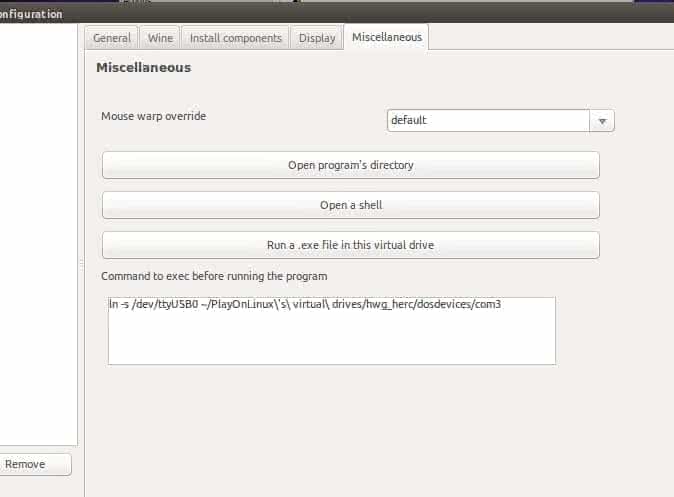 onfiguration
General Wine Install components Display Miscellaneous
Miscellaneous
Mouse warp override default
Open program's directory
Open a shell
Run a .exe file in this virtual drive
Command to exec before running the program
ln -s /dev/ttyUSB0 ~/PlayOnLinux\'s\ virtual\ drives/hwg_herc/dosdevices/com3
Remove